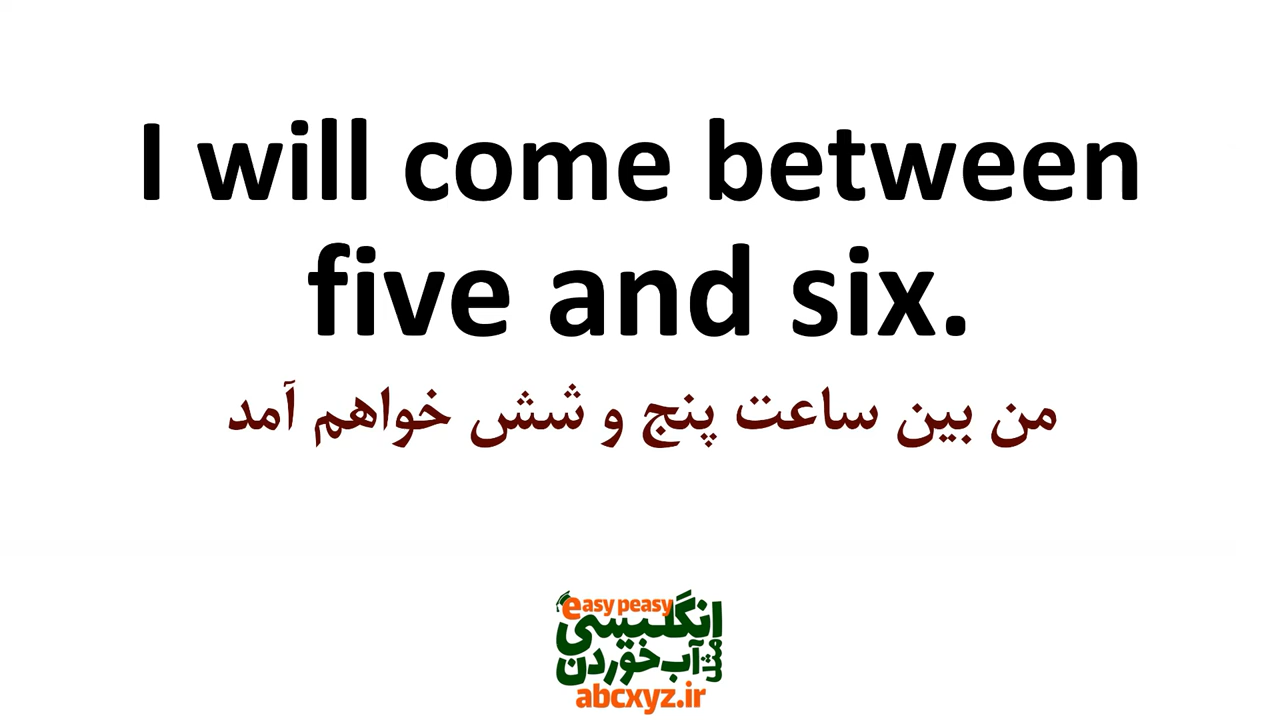 I will come between
five and six.
من بین ساعت پنج و شش خواهم آمد
easy peasy
انگلیسی
مثل آب خوردن
abcxyz.ir